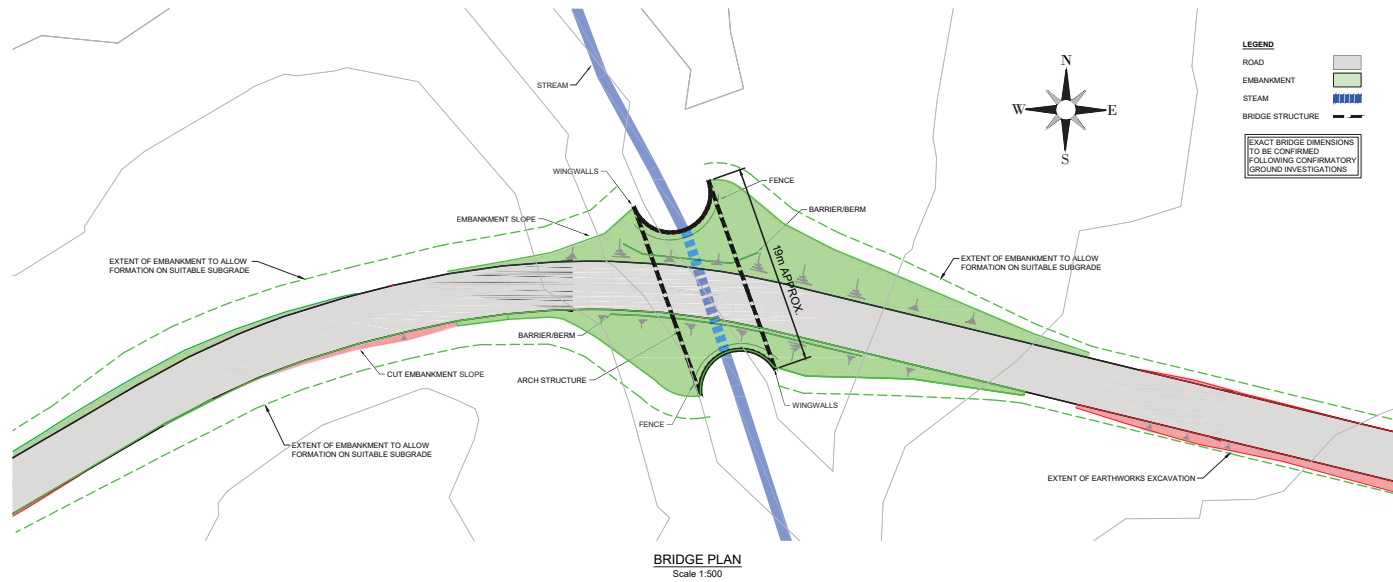 N
W
E
S
LEGEND
ROAD
EMBANKMENT
STEAM
BRIDGE STRUCTURE
EXACT BRIDGE DIMENSIONS
TO BE CONFIRMED
FOLLOWING CONFIRMATORY
GROUND INVESTIGATIONS
STREAM
WINGWALLS
FENCE
EMBANKMENT SLOPE
BARRIER/BERM
EXTENT OF EMBANKMENT TO ALLOW
FORMATION ON SUITABLE SUBGRADE
EXTENT OF EMBANKMENT TO ALLOW
FORMATION ON SUITABLE SUBGRADE
19m APPROX.
BARRIER/BERM
CUT EMBANKMENT SLOPE
ARCH STRUCTURE
WINGWALLS
FENCE
EXTENT OF EMBANKMENT TO ALLOW
FORMATION ON SUITABLE SUBGRADE
EXTENT OF EARTHWORKS EXCAVATION
BRIDGE PLAN
Scale 1:500